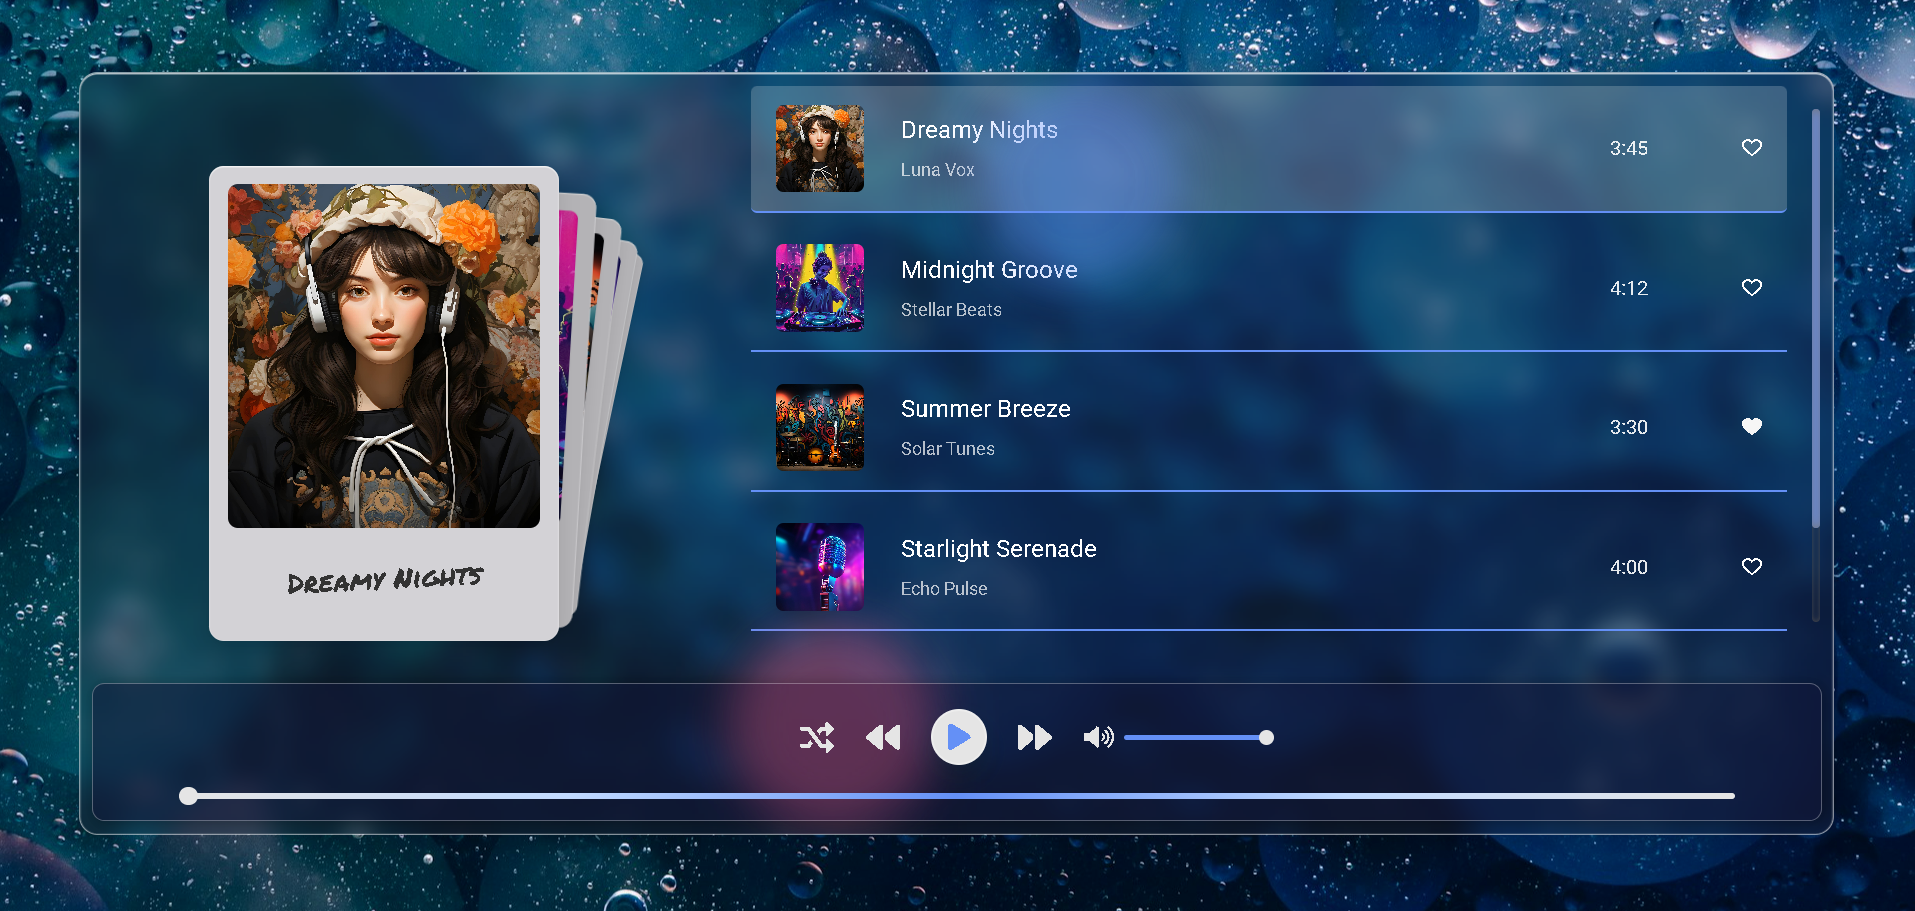 Dreamy Nights
Luna Vox
3:45
Midnight Groove
Stellar Beats
4:12
Summer Breeze
Solar Tunes
3:30
Starlight Serenade
Echo Pulse
4:00
DREAMY NIGHTS